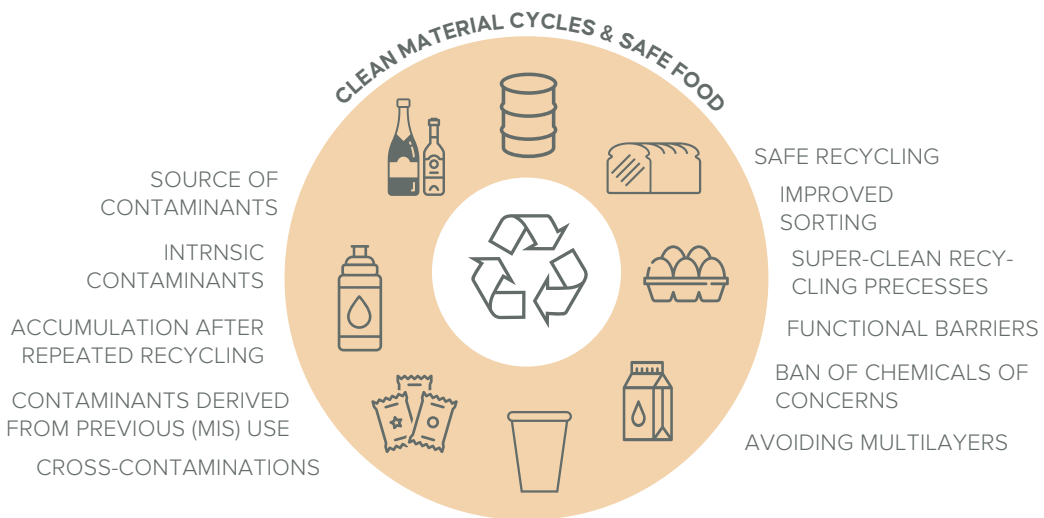 CLEAN MATERIAL CYCLES & SAFE FOOD
SOURCE OF
CONTAMINANTS
INTRNSIC
CONTAMINANTS
ACCUMULATION AFTER
REPEATED RECYCLING
CONTAMINANTS DERIVED
FROM PREVIOUS (MIS) USE
CROSS-CONTAMINATIONS
SAFE RECYCLING
IMPROVED
SORTING
SUPER-CLEAN RECY-
CLING PRECESSES
FUNCTIONAL BARRIERS
BAN OF CHEMICALS OF
CONCERNS
AVOIDING MULTILAYERS